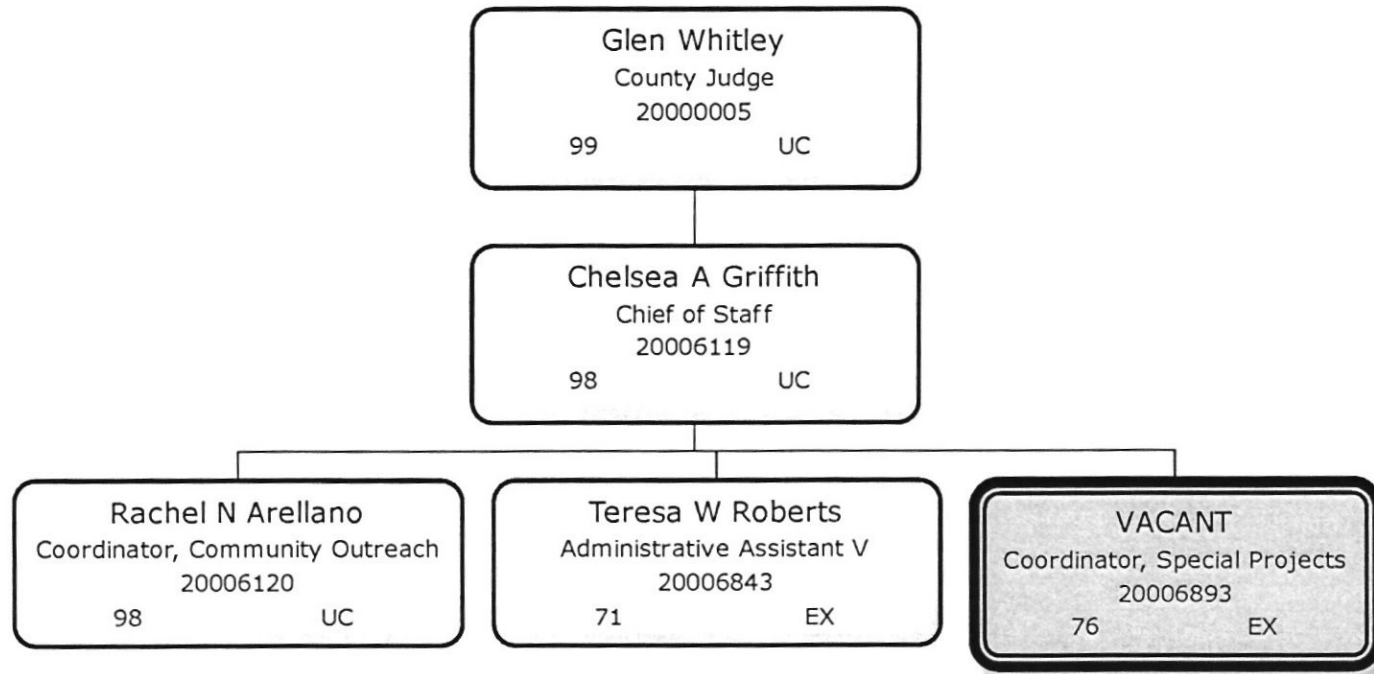 Glen Whitley
County Judge
20000005
99 UC
Chelsea A Griffith
Chief of Staff
20006119
98 UC
Rachel N Arellano
Coordinator, Community Outreach
20006120
98 UC
Teresa W Roberts
Administrative Assistant V
20006843
71 EX
VACANT
Coordinator, Special Projects
20006893
76 EX